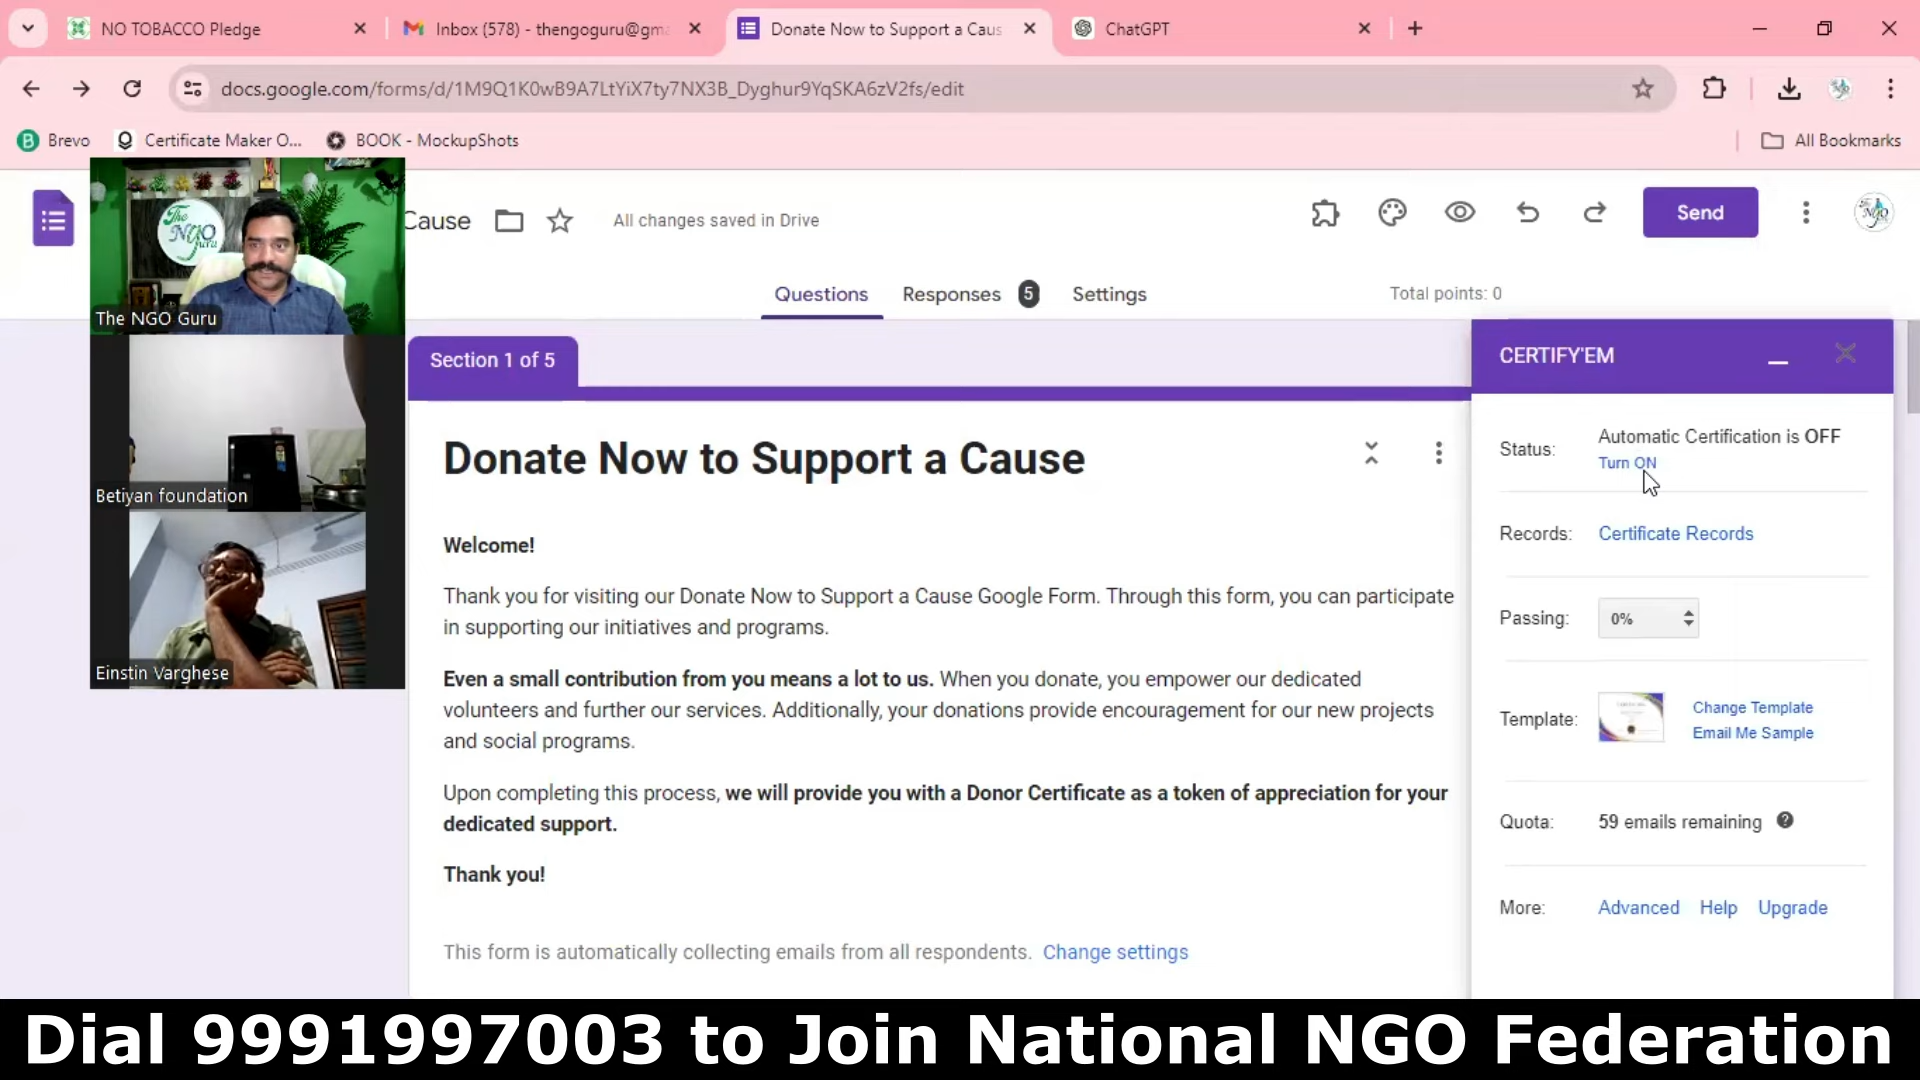 NO TOBACCO Pledge
Inbox (578) - thengoguru@gm
Donate Now to Support a Caus
ChatGPT
docs.google.com/forms/d/1M9Q1K0wB9A7LtYiX7ty7NX3B_Dyghur9YqSKA6zV2fs/edit
Brevo
Certificate Maker O...
BOOK - MockupShots
All Bookmarks
The NGO Guru
The NGO Guru
Betiyan foundation
Einstin Varghese
Cause
All changes saved in Drive
Send
Questions
Responses 5
Settings
Total points: 0
Section 1 of 5
Donate Now to Support a Cause
Welcome!
Thank you for visiting our Donate Now to Support a Cause Google Form. Through this form, you can participate
in supporting our initiatives and programs.
Even a small contribution from you means a lot to us. When you donate, you empower our dedicated
volunteers and further our services. Additionally, your donations provide encouragement for our new projects
and social programs.
Upon completing this process, we will provide you with a Donor Certificate as a token of appreciation for your
dedicated support.
Thank you!
This form is automatically collecting emails from all respondents. Change settings
CERTIFY'EM
Status: Automatic Certification is OFF
Turn ON
Records: Certificate Records
Passing: 0%
Template: Change Template
Email Me Sample
Quota: 59 emails remaining
More: Advanced Help Upgrade
Dial 9991997003 to Join National NGO Federation